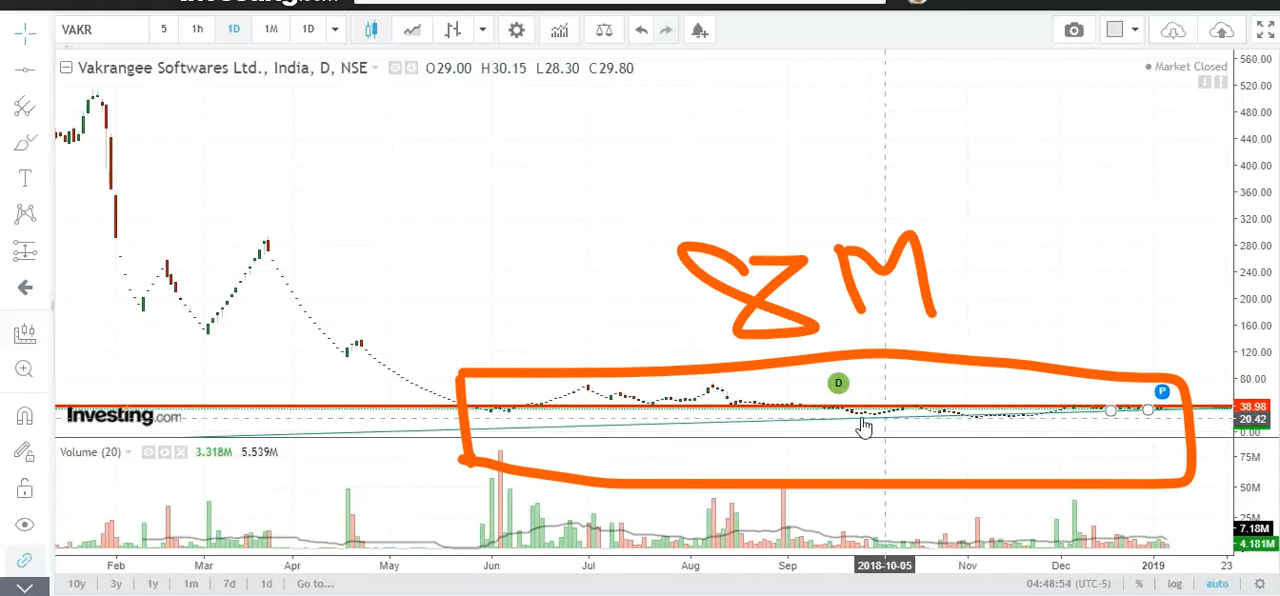 Investing.com
VAKR 5 1h 1D 1M 1D
Vakrangee Softwares Ltd., India, D, NSE O29.00 H30.15 L28.30 C29.80
Market Closed
560.00
520.00
480.00
440.00
400.00
360.00
320.00
280.00
240.00
200.00
160.00
120.00
80.00
38.98
20.42
0.00
8M
D
P
Investing.com
Volume (20) 3.318M 5.539M
75M
50M
25M
7.18M
4.181M
Feb Mar Apr May Jun Jul Aug Sep 2018-10-05 Nov Dec 2019 23
10y 3y 1y 1m 7d 1d Go to... 04:48:54 (UTC-5) % log auto